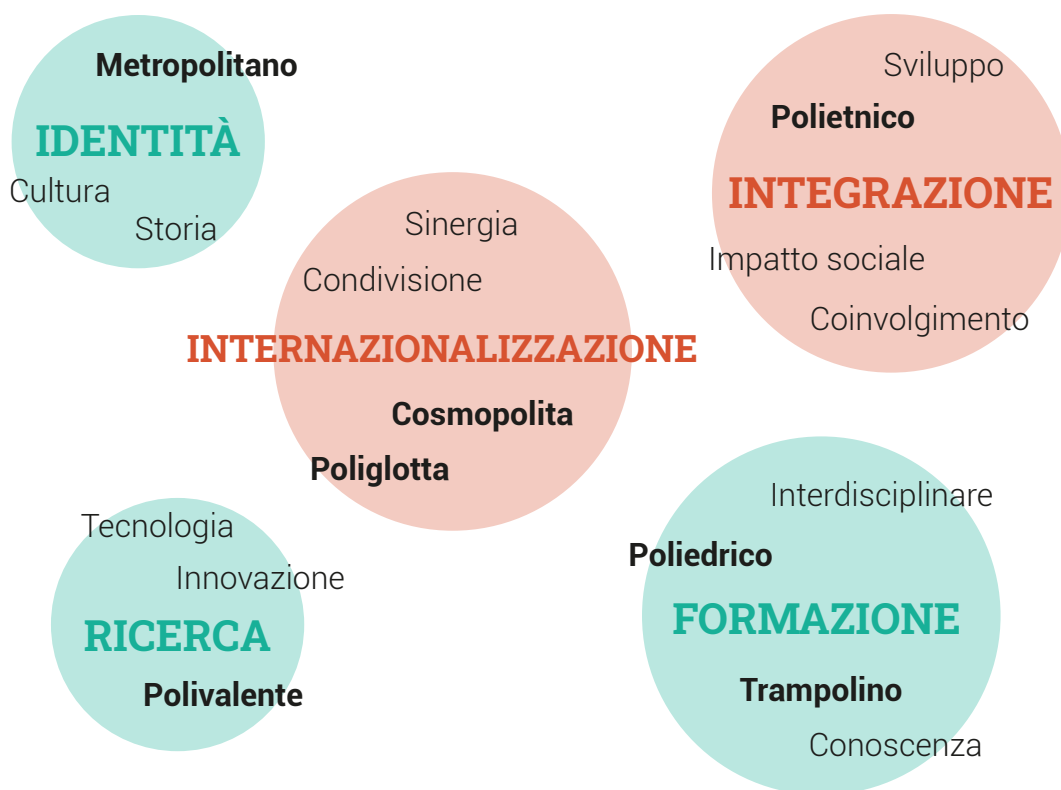 Metropolitano
IDENTITÀ
Cultura
Storia
Sviluppo
Polietnico
INTEGRAZIONE
Impatto sociale
Coinvolgimento
Sinergia
Condivisione
INTERNAZIONALIZZAZIONE
Cosmopolita
Poliglotta
Tecnologia
Innovazione
RICERCA
Polivalente
Interdisciplinare
Poliedrico
FORMAZIONE
Trampolino
Conoscenza